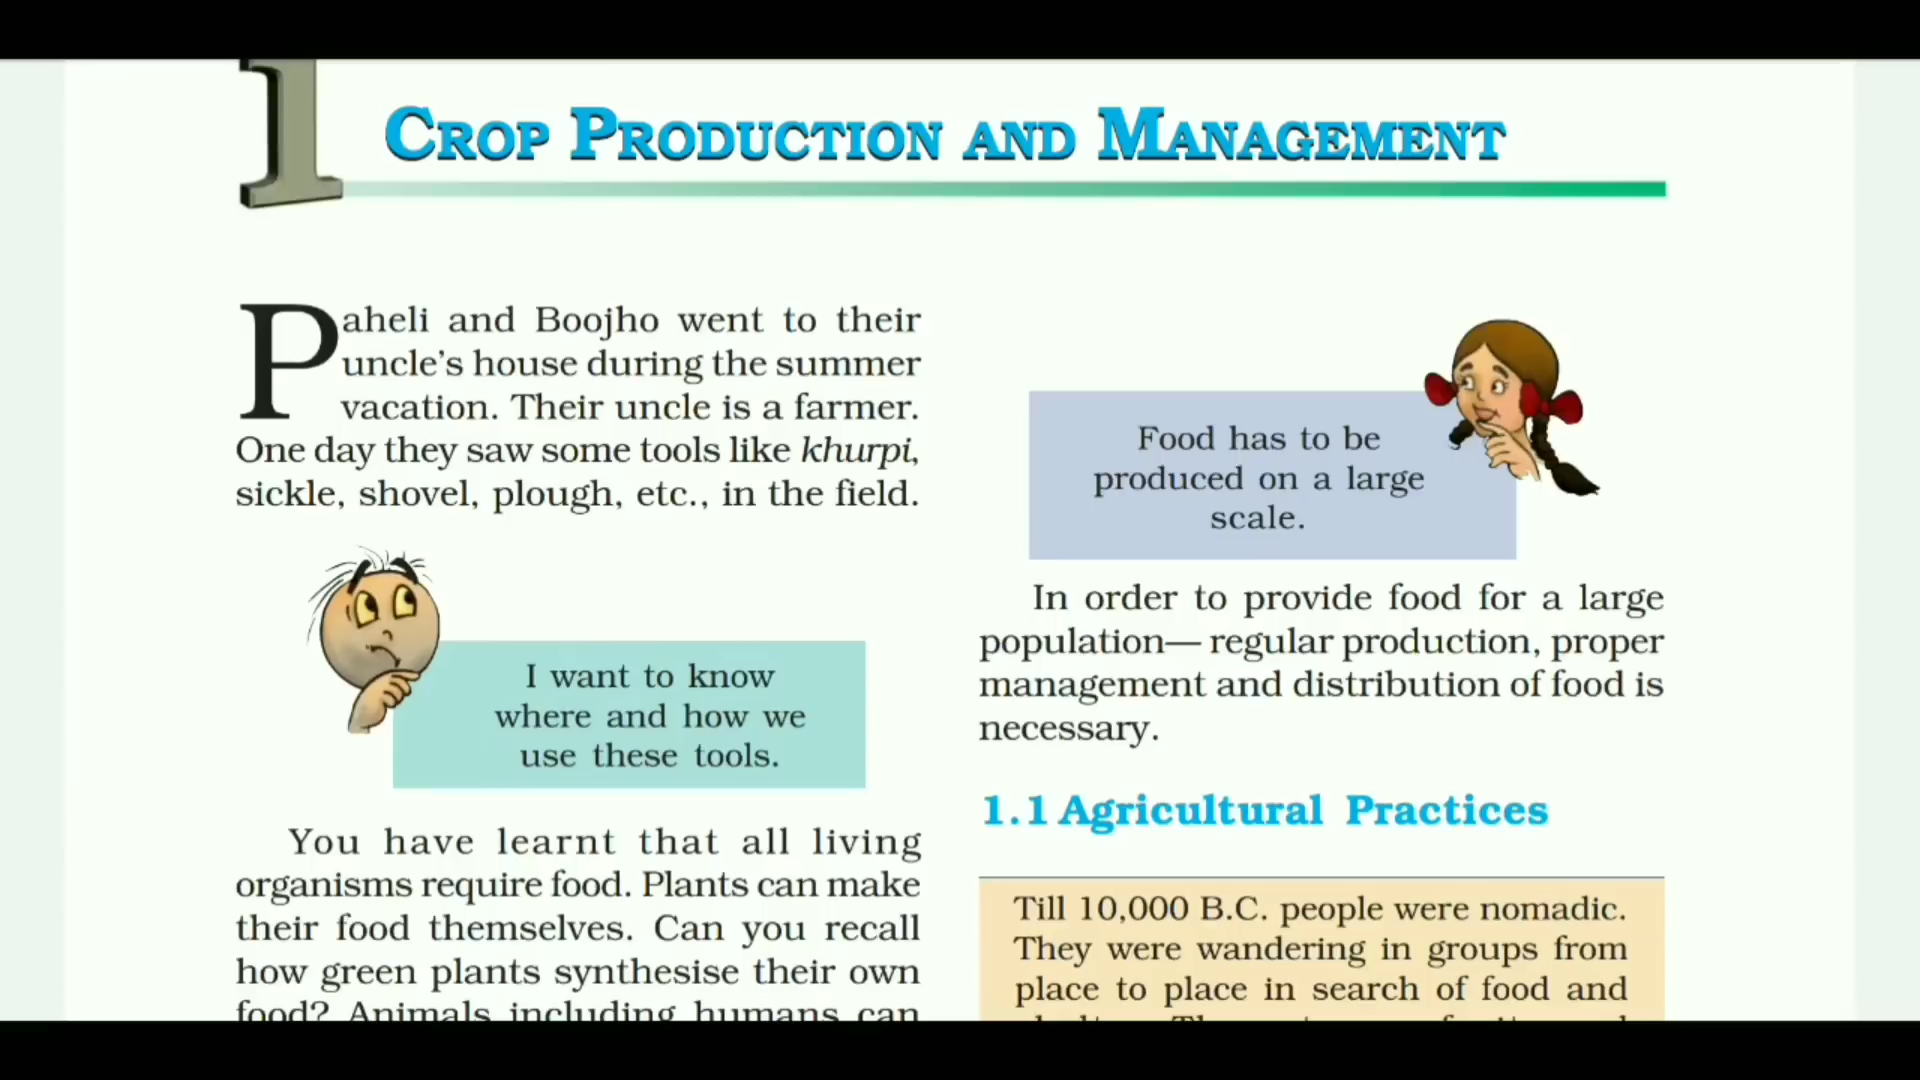 1
CROP PRODUCTION AND MANAGEMENT
Paheli and Boojho went to their
uncle's house during the summer
vacation. Their uncle is a farmer.
One day they saw some tools like khurpi,
sickle, shovel, plough, etc., in the field.
I want to know
where and how we
use these tools.
You have learnt that all living
organisms require food. Plants can make
their food themselves. Can you recall
how green plants synthesise their own
food? Animals including humans can
Food has to be
produced on a large
scale.
In order to provide food for a large
population— regular production, proper
management and distribution of food is
necessary.
1.1 Agricultural Practices
Till 10,000 B.C. people were nomadic.
They were wandering in groups from
place to place in search of food and